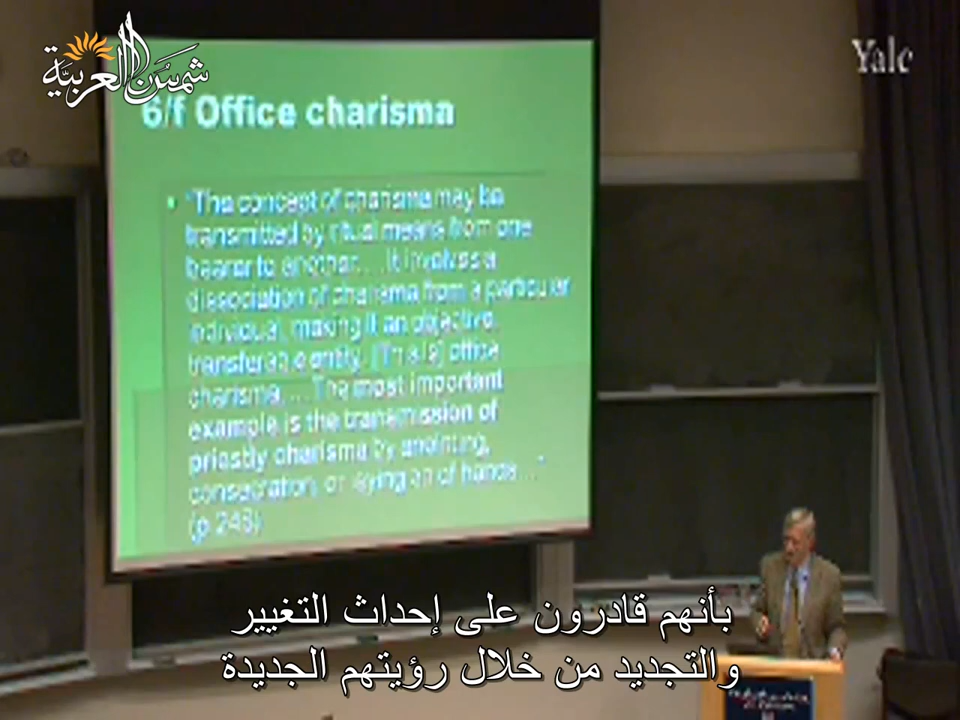 شمس العربية
Yale
6/f Office charisma
"The concept of charisma may be
transmitted by ritual means from one
bearer to another… It involves a
dissociation of charisma from a particular
individual, making it an objective,
transferable entity. [This is] office
charisma. … The most important
example is the transmission of
priestly charisma by anointing,
consecration, or laying on of hands…"
(p. 248)
بأنهم قادرون على إحداث التغيير
والتجديد من خلال رؤيتهم الجديدة